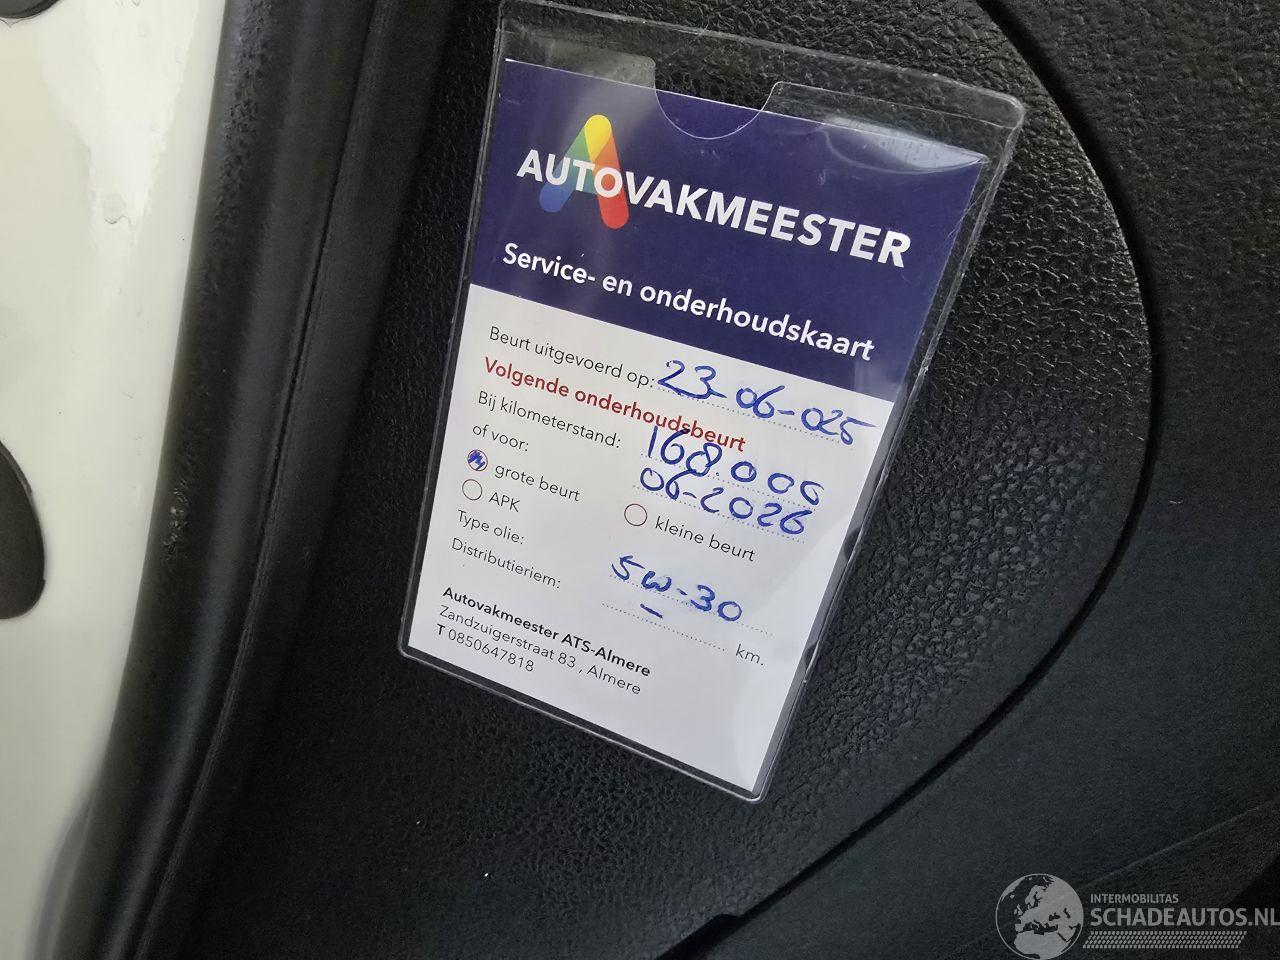 AUTOVAKMEESTER
Service- en onderhoudskaart
Beurt uitgevoerd op: 23-06-025
Volgende onderhoudsbeurt
Bij kilometerstand: 168.000
of voor: 06-2026
grote beurt
kleine beurt
APK
Type olie: 5w-30
Distributieriem: - km.
Autovakmeester ATS-Almere
Zandzuigerstraat 83 , Almere
T 0850647818
INTERMOBILITAS
SCHADEAUTOS.NL